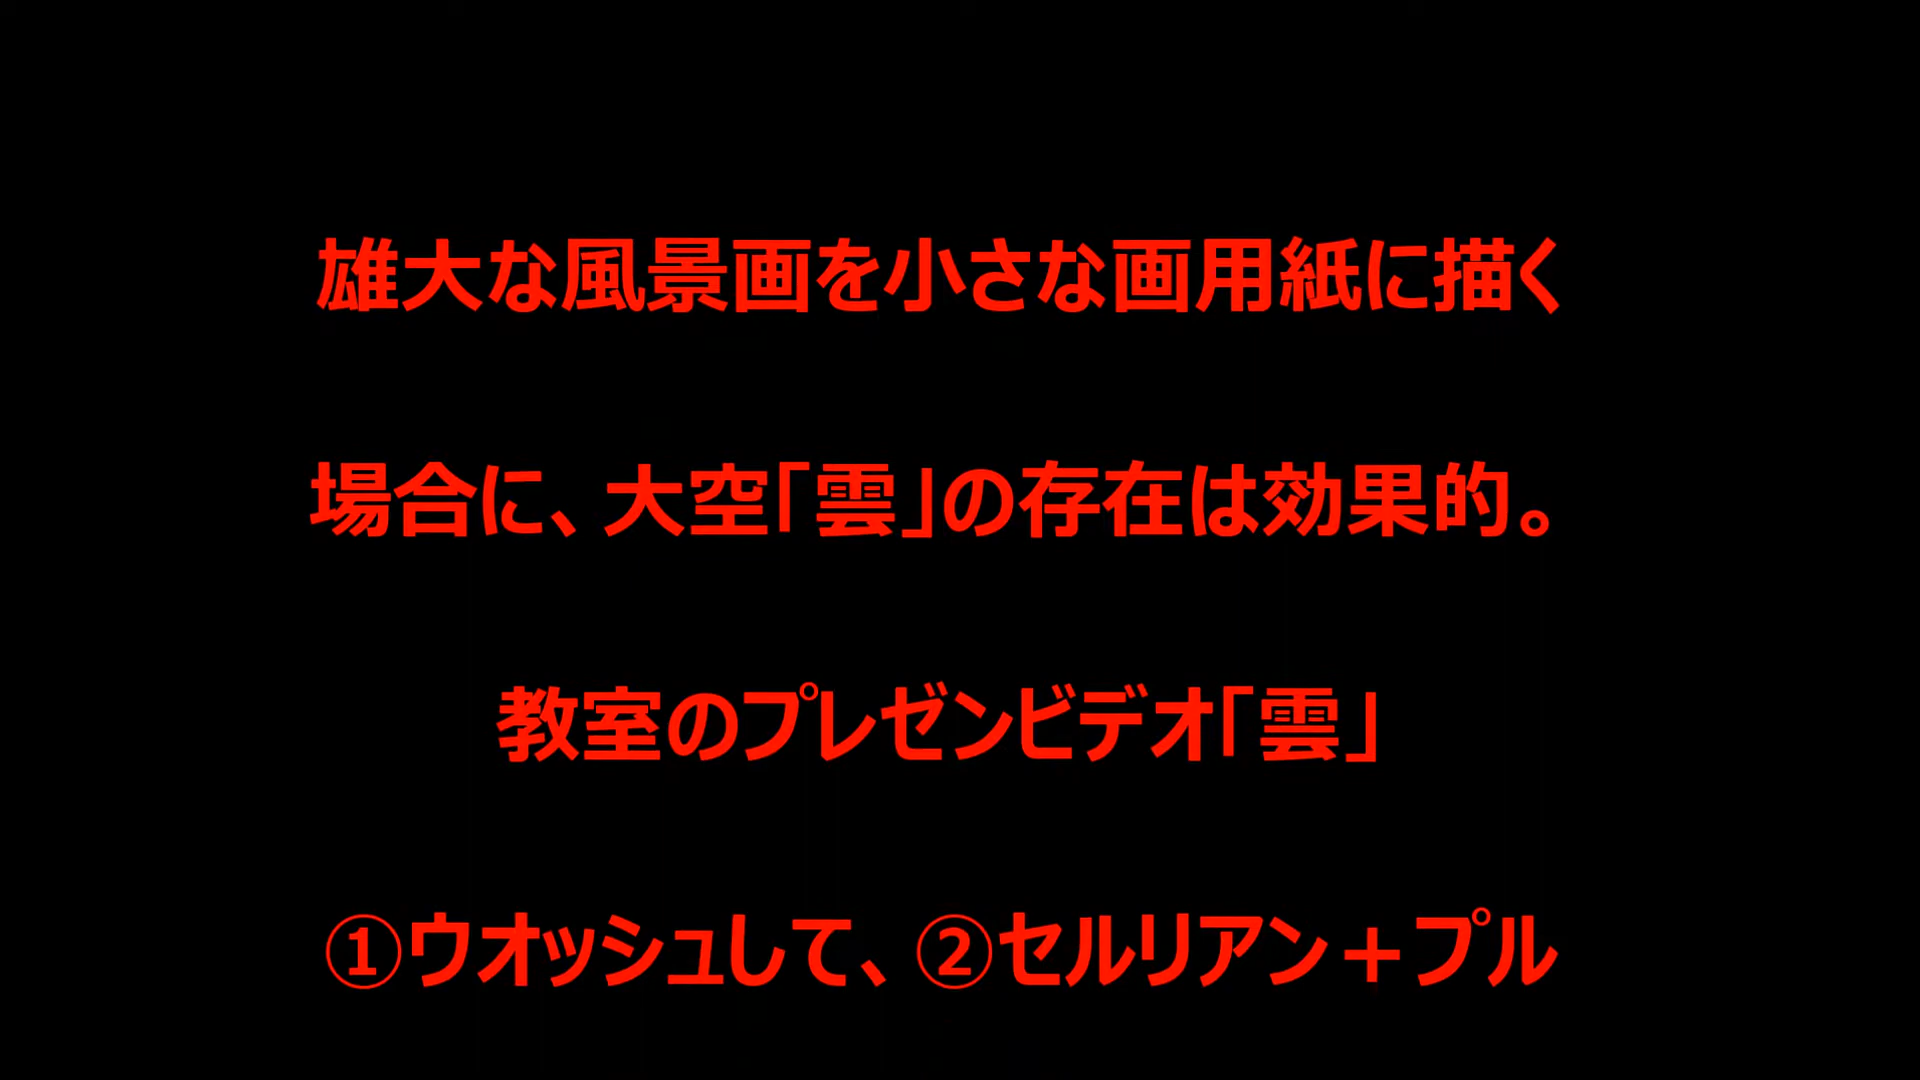 雄大な風景画を小さな画用紙に描く
場合に、大空「雲」の存在は効果的。
教室のプレゼンビデオ「雲」
①ウオッシュして、②セルリアン＋プル